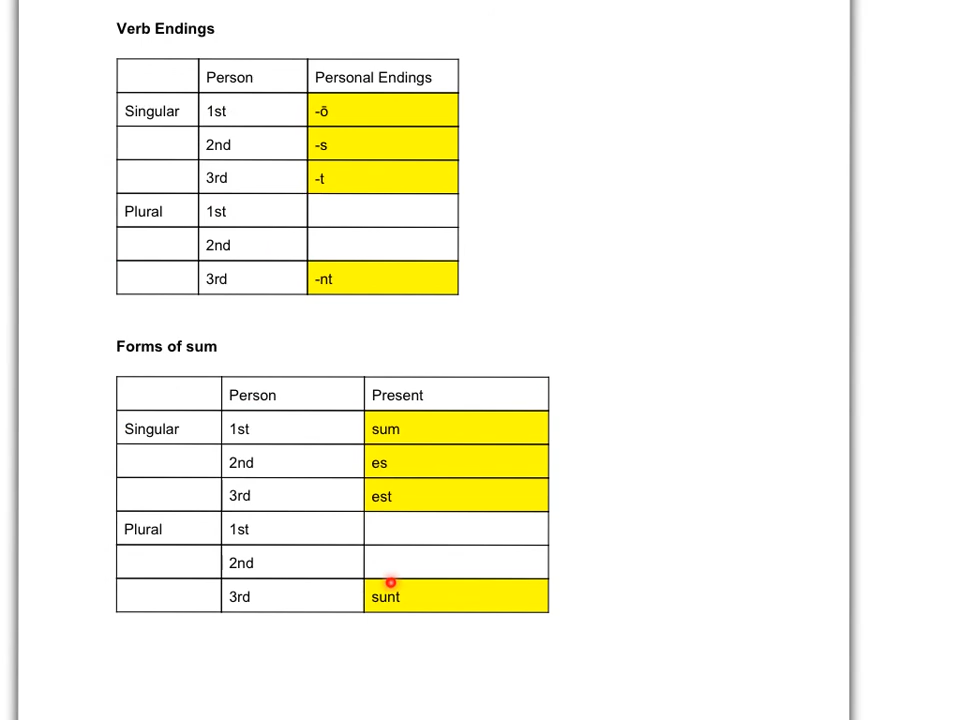 Verb Endings
Person Personal Endings
Singular 1st -ō
2nd -s
3rd -t
Plural 1st
2nd
3rd -nt
Forms of sum
Person Present
Singular 1st sum
2nd es
3rd est
Plural 1st
2nd
3rd sunt